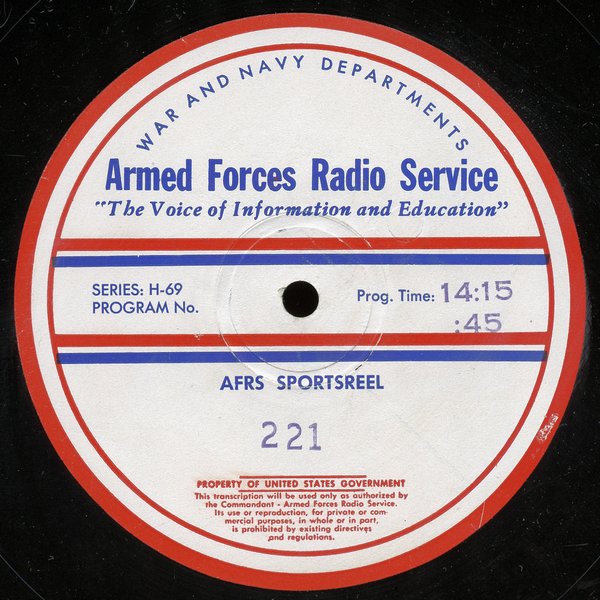 WAR AND NAVY DEPARTMENTS
Armed Forces Radio Service
"The Voice of Information and Education"
SERIES: H-69
PROGRAM No.
Prog. Time: 14:15
:45
AFRS SPORTSREEL
221
PROPERTY OF UNITED STATES GOVERNMENT
This transcription will be used only as authorized by
the Commandant - Armed Forces Radio Service.
Its use or reproduction, for private or com-
mercial purposes, in whole or in part,
is prohibited by existing directives
and regulations.